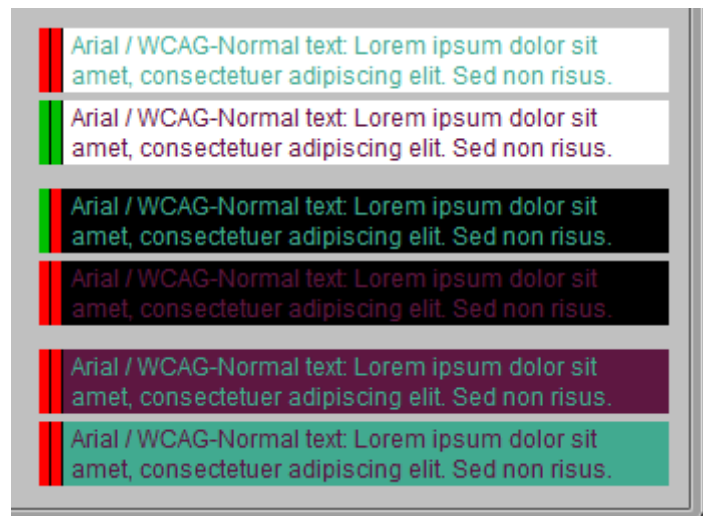 Arial / WCAG-Normal text: Lorem ipsum dolor sit
amet, consectetuer adipiscing elit. Sed non risus.
Arial / WCAG-Normal text: Lorem ipsum dolor sit
amet, consectetuer adipiscing elit. Sed non risus.
Arial / WCAG-Normal text: Lorem ipsum dolor sit
amet, consectetuer adipiscing elit. Sed non risus.
Arial / WCAG-Normal text: Lorem ipsum dolor sit
amet, consectetuer adipiscing elit. Sed non risus.
Arial / WCAG-Normal text: Lorem ipsum dolor sit
amet, consectetuer adipiscing elit. Sed non risus.
Arial / WCAG-Normal text: Lorem ipsum dolor sit
amet, consectetuer adipiscing elit. Sed non risus.